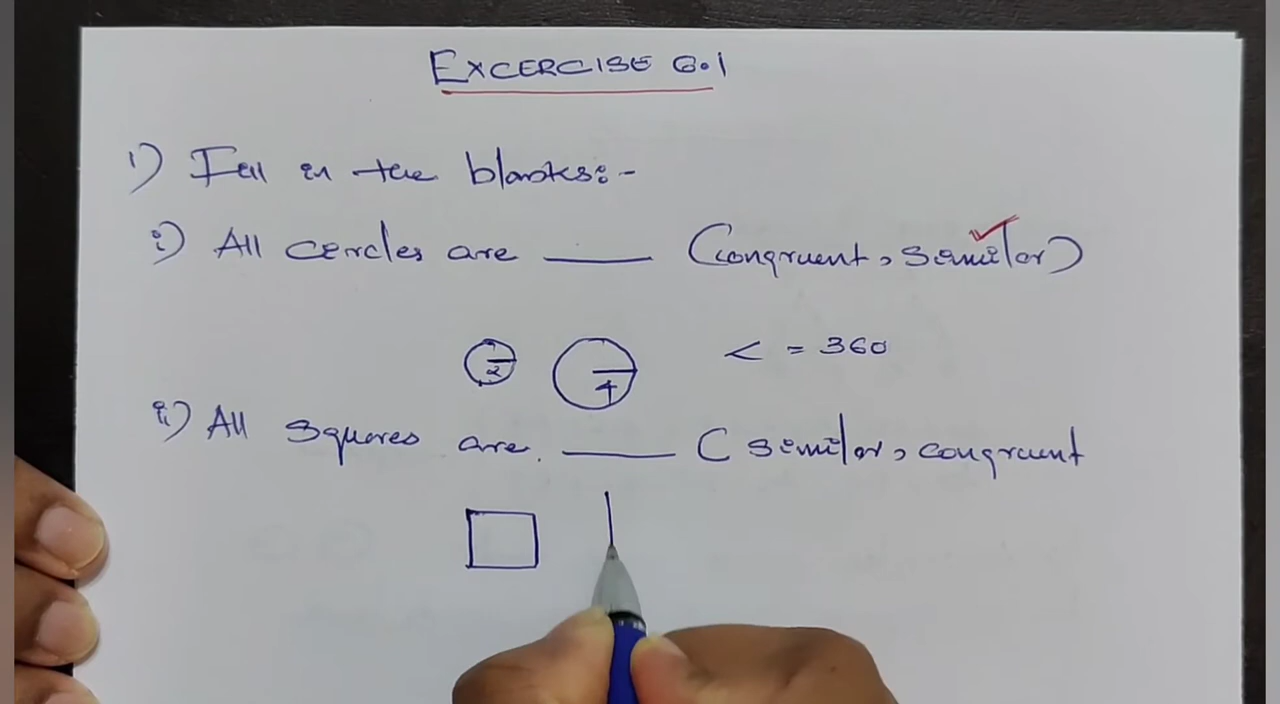 EXCERCISE 6.1
1) Fill in the blanks:-
i) All circles are ____ (congruent, similar)
2 4 < = 360
ii) All squares are. ____ ( similar, congruent